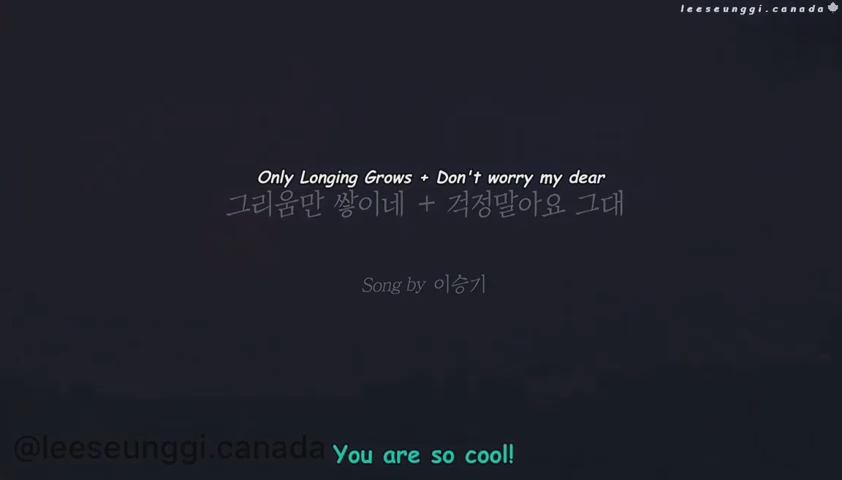 leeseunggi.canada
Only Longing Grows + Don't worry my dear
그리움만 쌓이네 + 걱정말아요 그대
Song by 이승기
@leeseunggi.canada
You are so cool!